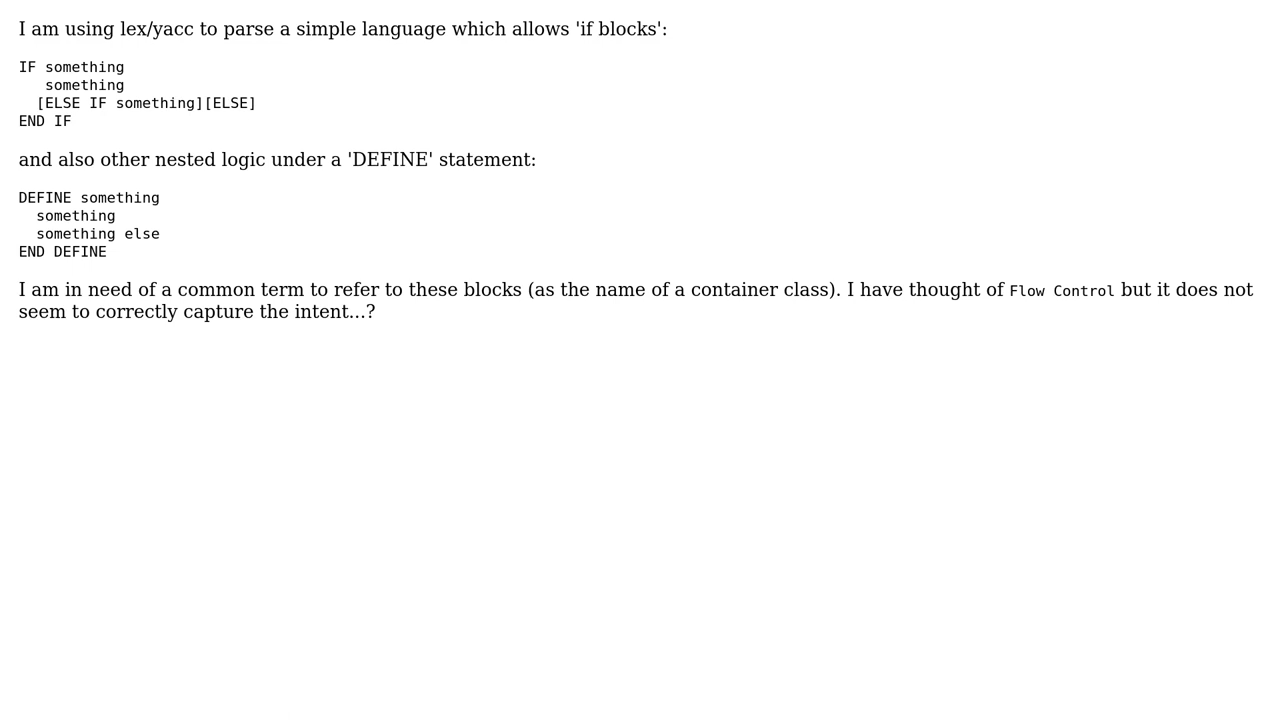 I am using lex/yacc to parse a simple language which allows 'if blocks':
IF something
something
[ELSE IF something][ELSE]
END IF
and also other nested logic under a 'DEFINE' statement:
DEFINE something
something
something else
END DEFINE
I am in need of a common term to refer to these blocks (as the name of a container class). I have thought of Flow Control but it does not
seem to correctly capture the intent...?